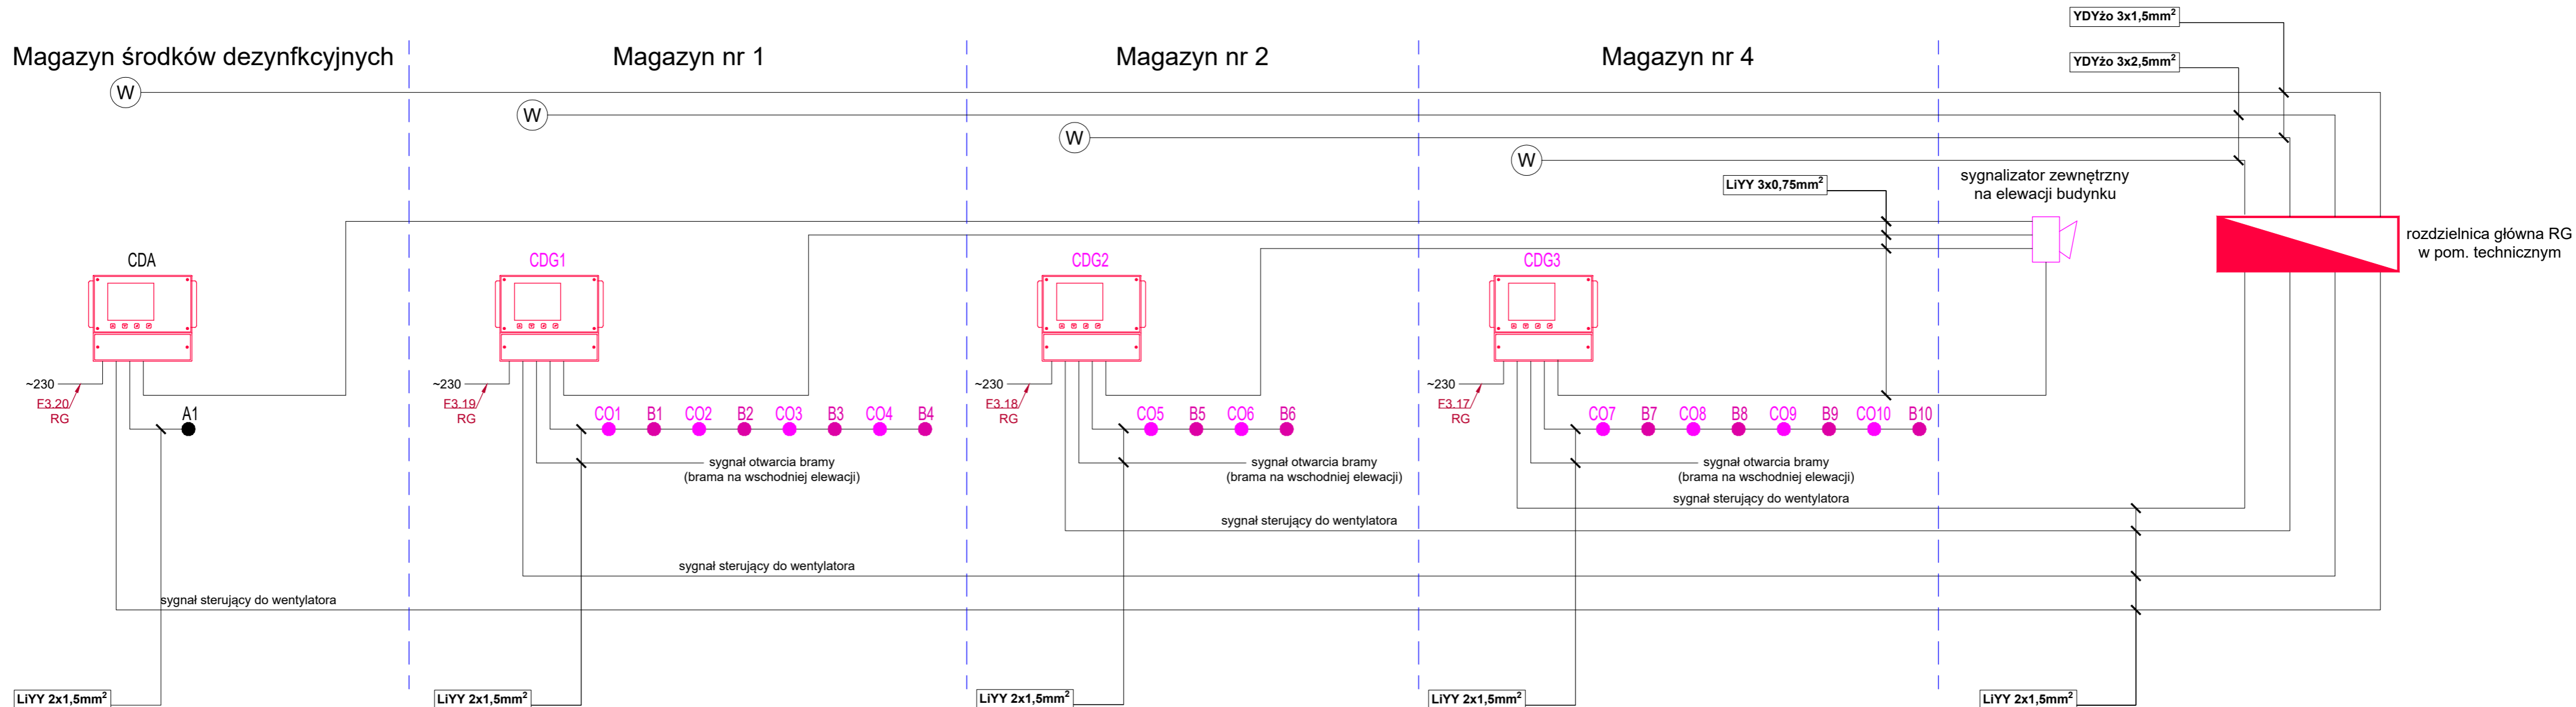 YDYżo 3x1,5mm²
Magazyn środków dezynfkcyjnych
Magazyn nr 1
Magazyn nr 2
Magazyn nr 4
YDYżo 3x2,5mm²
W
W
W
W
LiYY 3x0,75mm²
sygnalizator zewnętrzny
na elewacji budynku
rozdzielnica główna RG
w pom. technicznym
CDA
CDG1
CDG2
CDG3
~230
F3.20
RG
A1
~230
F3.19
RG
CO1 B1 CO2 B2 CO3 B3 CO4 B4
~230
F3.18
RG
CO5 B5 CO6 B6
~230
F3.17
RG
CO7 B7 CO8 B8 CO9 B9 CO10 B10
sygnał otwarcia bramy
(brama na wschodniej elewacji)
sygnał otwarcia bramy
(brama na wschodniej elewacji)
sygnał otwarcia bramy
(brama na wschodniej elewacji)
sygnał sterujący do wentylatora
sygnał sterujący do wentylatora
sygnał sterujący do wentylatora
sygnał sterujący do wentylatora
LiYY 2x1,5mm²
LiYY 2x1,5mm²
LiYY 2x1,5mm²
LiYY 2x1,5mm²
LiYY 2x1,5mm²